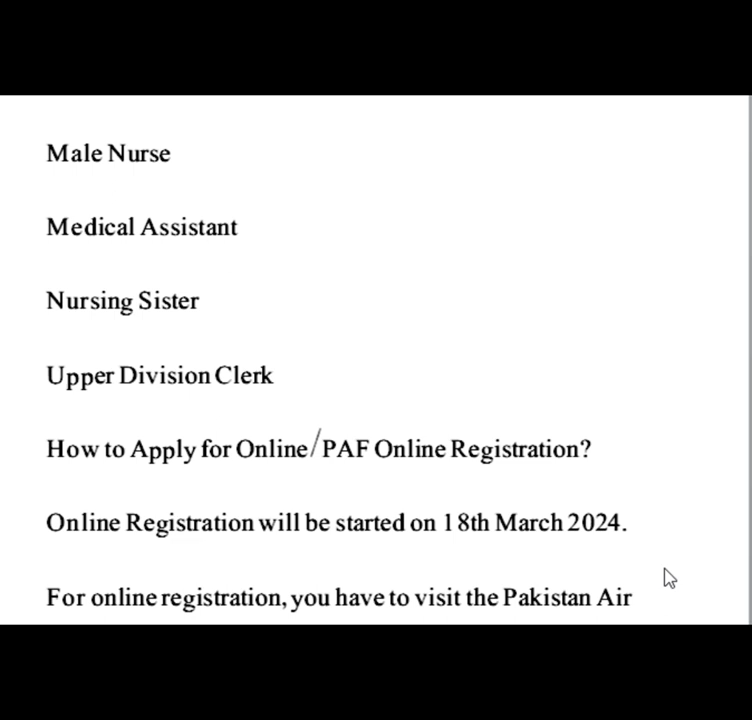 Male Nurse
Medical Assistant
Nursing Sister
Upper Division Clerk
How to Apply for Online/PAF Online Registration?
Online Registration will be started on 18th March 2024.
For online registration, you have to visit the Pakistan Air